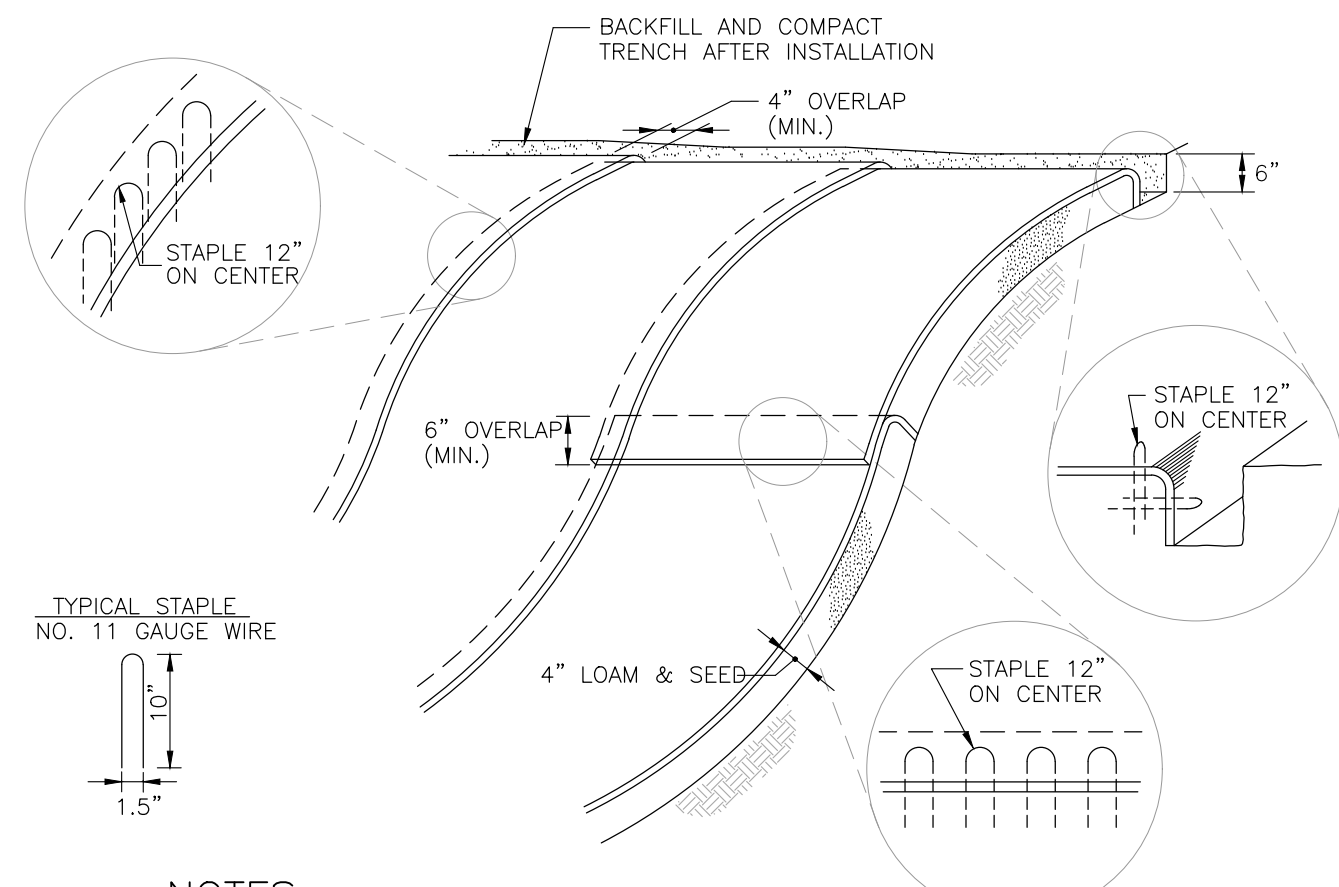 BACKFILL AND COMPACT
TRENCH AFTER INSTALLATION
4" OVERLAP
(MIN.)
6"
STAPLE 12"
ON CENTER
STAPLE 12"
ON CENTER
6" OVERLAP
(MIN.)
TYPICAL STAPLE
NO. 11 GAUGE WIRE
10"
1.5"
4" LOAM & SEED
STAPLE 12"
ON CENTER
NOTES